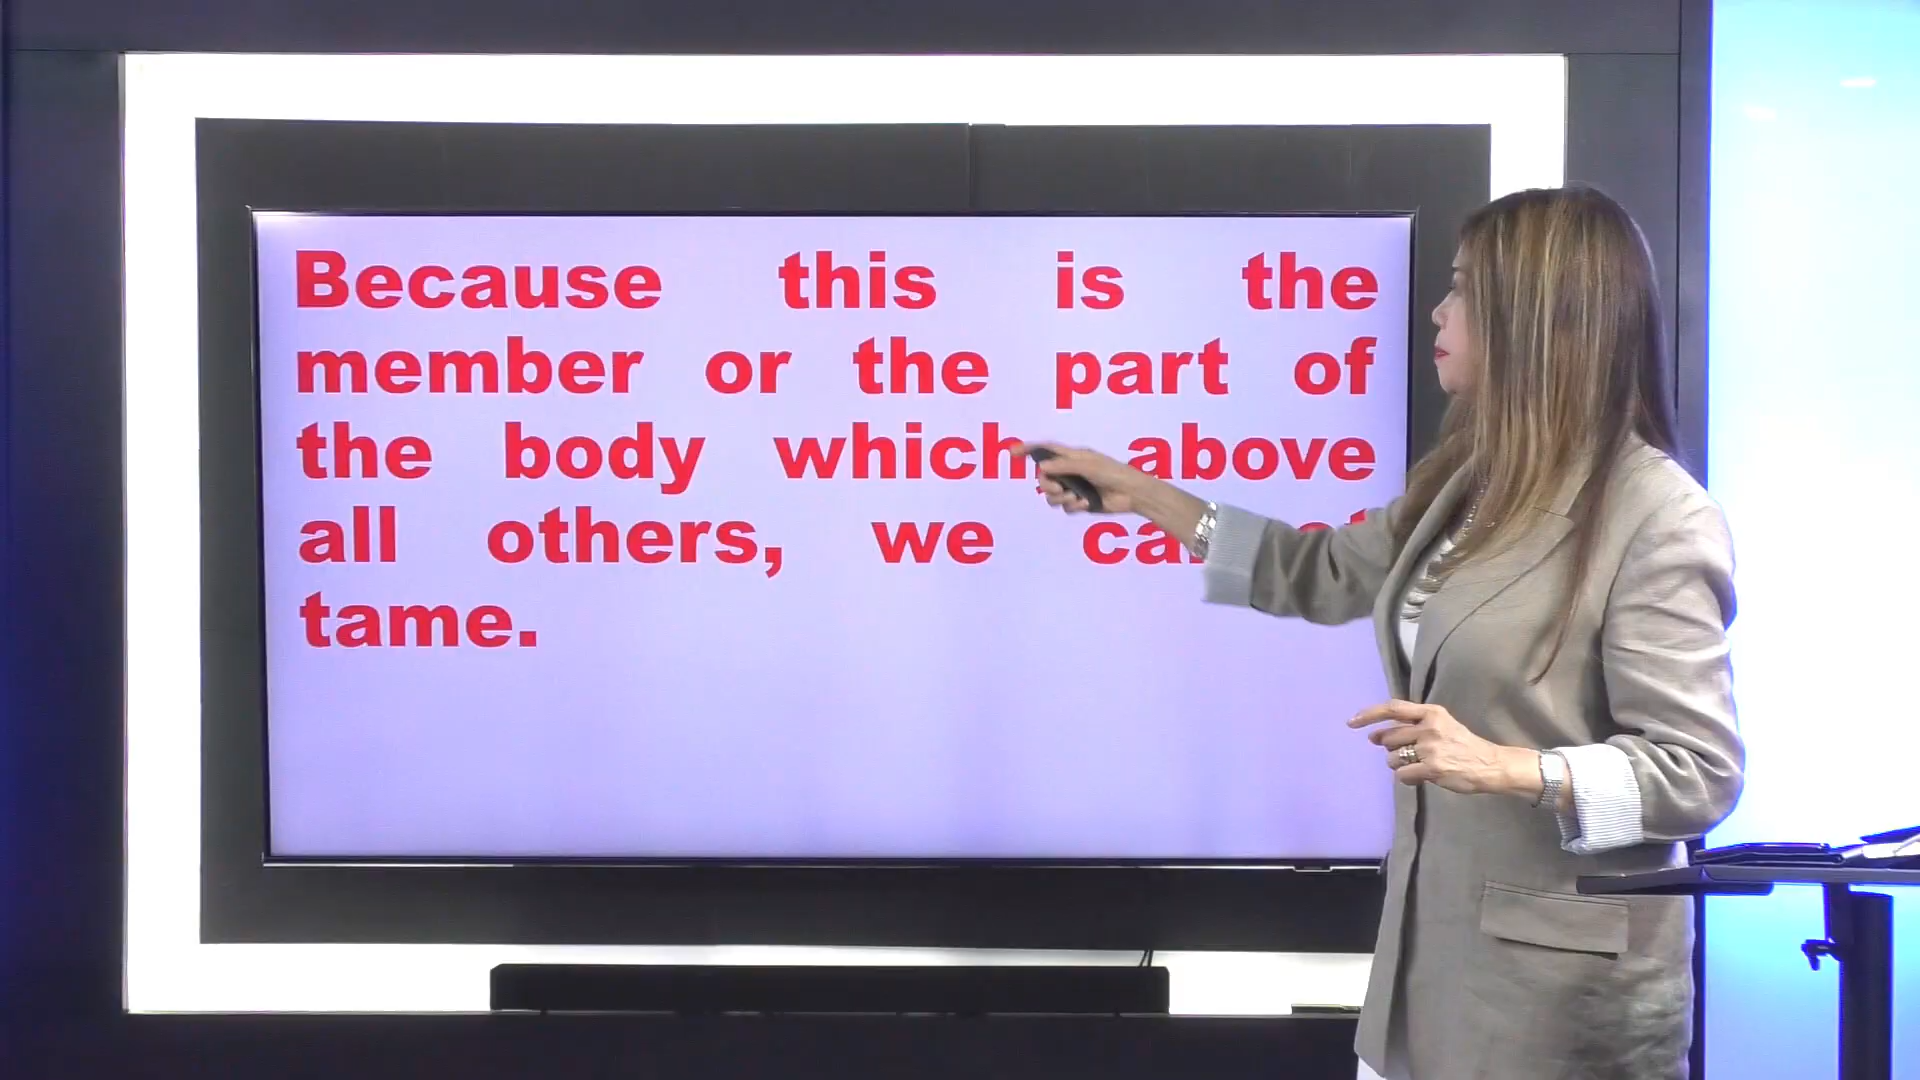 Because this is the
member or the part of
the body which, above
all others, we
tame.